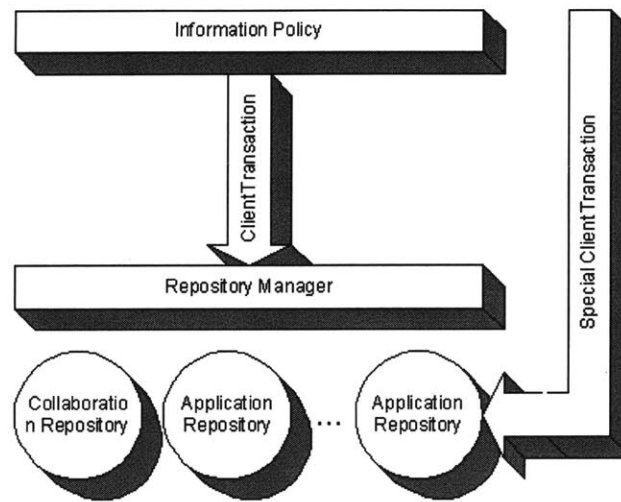 Information Policy
Client Transaction
Special Client Transaction
Repository Manager
Collaboratio
n Repository
Application
Repository
...
Application
Repository